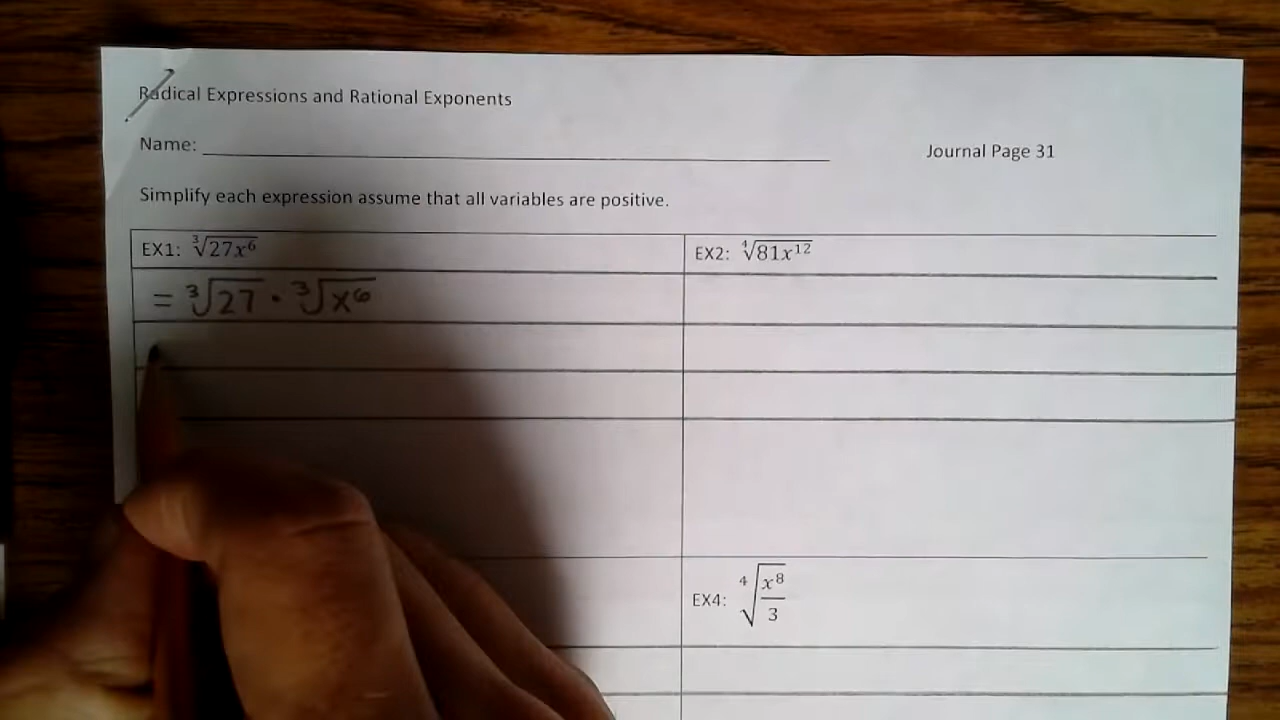 Radical Expressions and Rational Exponents
Name:
Journal Page 31
Simplify each expression assume that all variables are positive.
EX1: ∛27x⁶
EX2: ∜81x¹²
= ∛27 · ∛x⁶
EX4: ∜(x⁸/3)